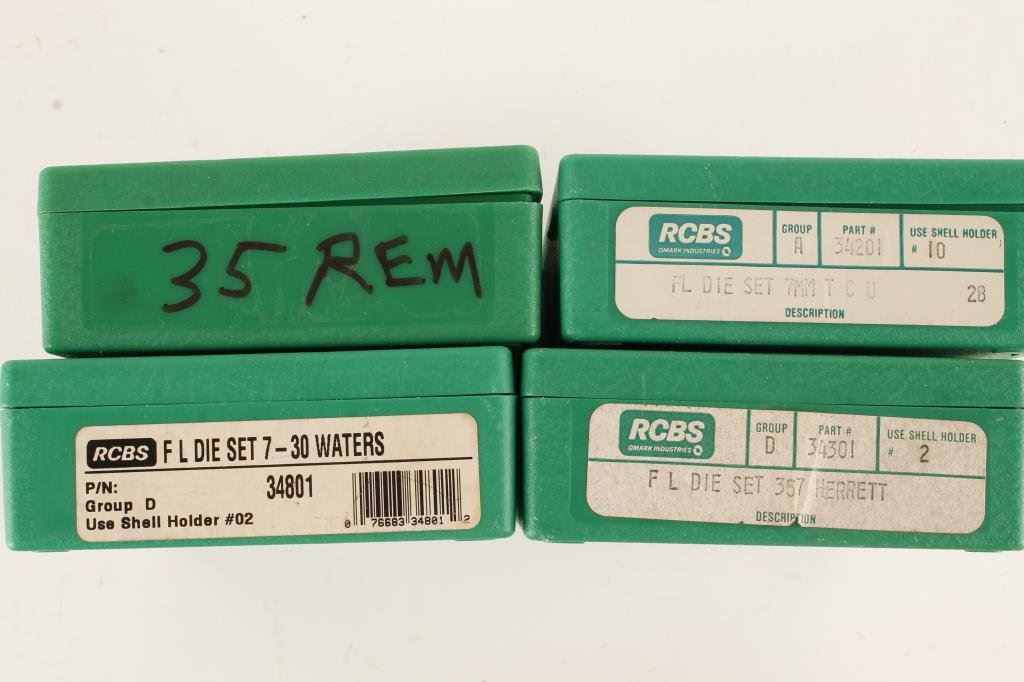 35 REM
RCBS
OMARK INDUSTRIES
GROUP
A
PART #
34201
USE SHELL HOLDER
# 10
FL DIE SET 7MM T C U 28
DESCRIPTION
RCBS F L DIE SET 7-30 WATERS
P/N: 34801
Group D
Use Shell Holder #02
0 76683 34801 2
RCBS
OMARK INDUSTRIES
GROUP
D
PART #
34301
USE SHELL HOLDER
# 2
F L DIE SET 357 HERRETT
DESCRIPTION